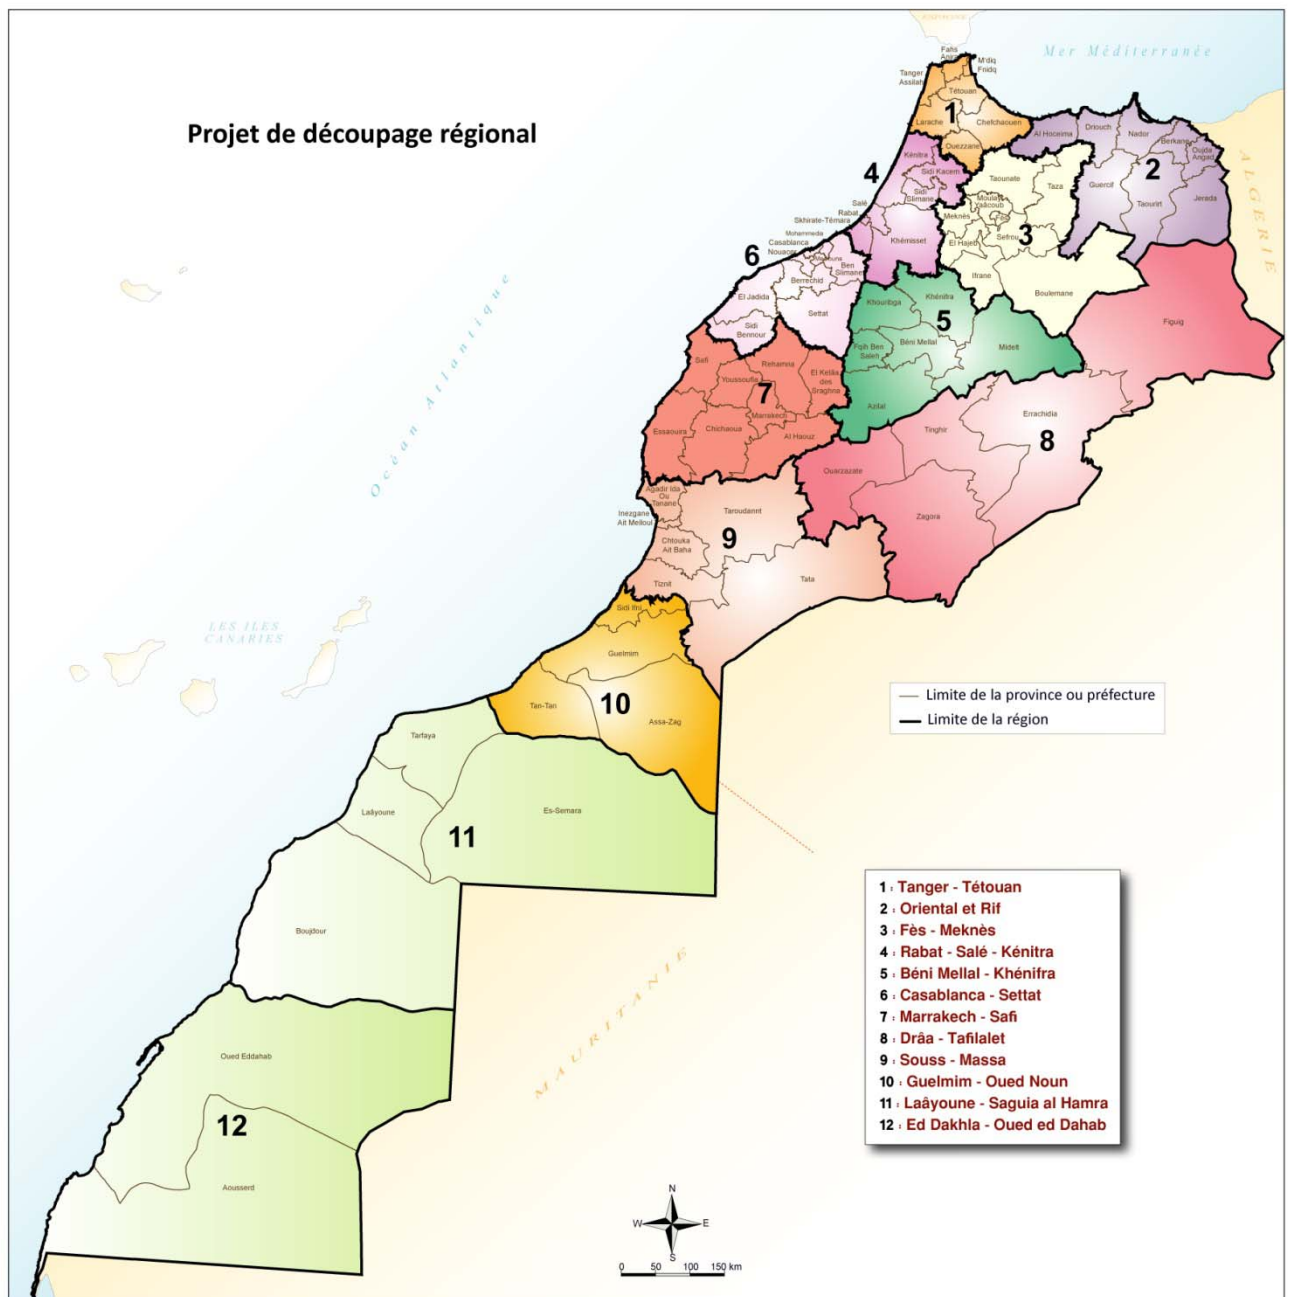 Projet de découpage régional
Mer Méditerranée
Océan Atlantique
ALGERIE
MAURITANIE
LES ILES
CANARIES
Tanger
Assilah
M'diq
Fnidq
Tétouan
1
Larache
Chefchaouen
Ouezzane
Al Hoceima
Driouch
Nador
Berkane
Oujda
Angad
2
Guercif
Taourirt
Jerada
4
Kénitra
Sidi Kacem
Sidi
Slimane
Salé
Rabat
Skhirate-Témara
Khémisset
Taounate
Taza
Moulay
Yaâcoub
Meknès
Fès
Sefrou
3
El Hajeb
Ifrane
Boulemane
6
Mohammedia
Casablanca
Nouacer
Ben
Slimane
Berrechid
El Jadida
Settat
Sidi
Bennour
Khouribga
Khénifra
5
Fqih Ben
Saleh
Béni Mellal
Midelt
Azilal
Figuig
Safi
Rehamna
Youssoufia
El Kelâa
des
Sraghna
7
Marrakech
Essaouira
Chichaoua
Al Haouz
Errachidia
Tinghir
8
Ouarzazate
Zagora
Agadir Ida
Ou
Tanane
Inezgane
Ait Melloul
Taroudannt
9
Chtouka
Ait Baha
Tiznit
Tata
Sidi Ifni
Guelmim
Tan-Tan
10
Assa-Zag
Tarfaya
Laâyoune
Es-Semara
11
Boujdour
Oued Eddahab
12
Aousserd
Limite de la province ou préfecture
Limite de la région
1 : Tanger - Tétouan
2 : Oriental et Rif
3 : Fès - Meknès
4 : Rabat - Salé - Kénitra
5 : Béni Mellal - Khénifra
6 : Casablanca - Settat
7 : Marrakech - Safi
8 : Drâa - Tafilalet
9 : Souss - Massa
10 : Guelmim - Oued Noun
11 : Laâyoune - Saguia al Hamra
12 : Ed Dakhla - Oued ed Dahab
N
W
E
S
0 50 100 150 km